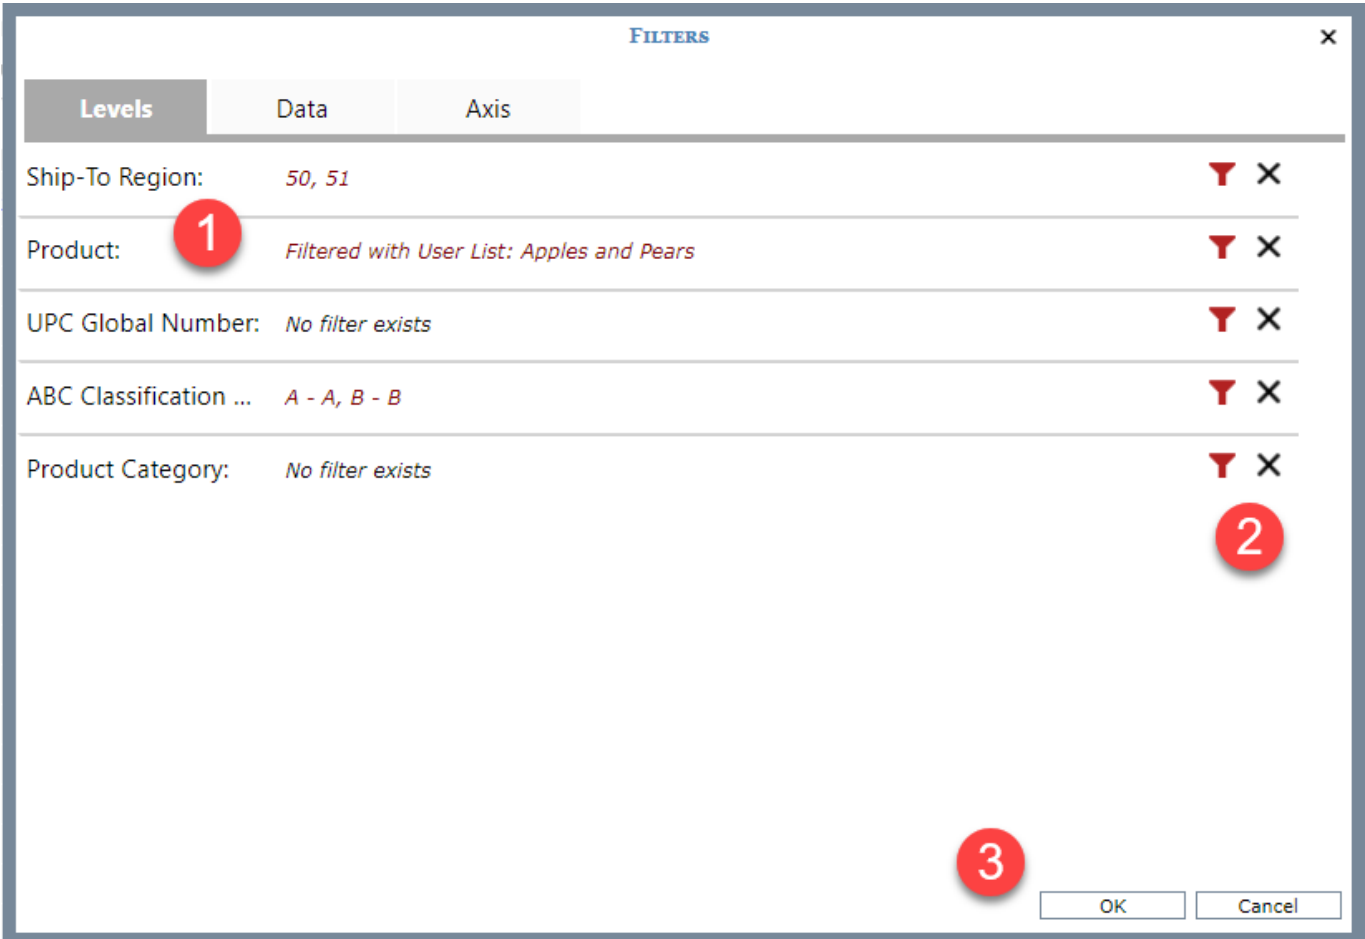 FILTERS
Levels Data Axis
Ship-To Region: 50, 51
1
Product: Filtered with User List: Apples and Pears
UPC Global Number: No filter exists
ABC Classification ... A - A, B - B
Product Category: No filter exists
2
3
OK Cancel